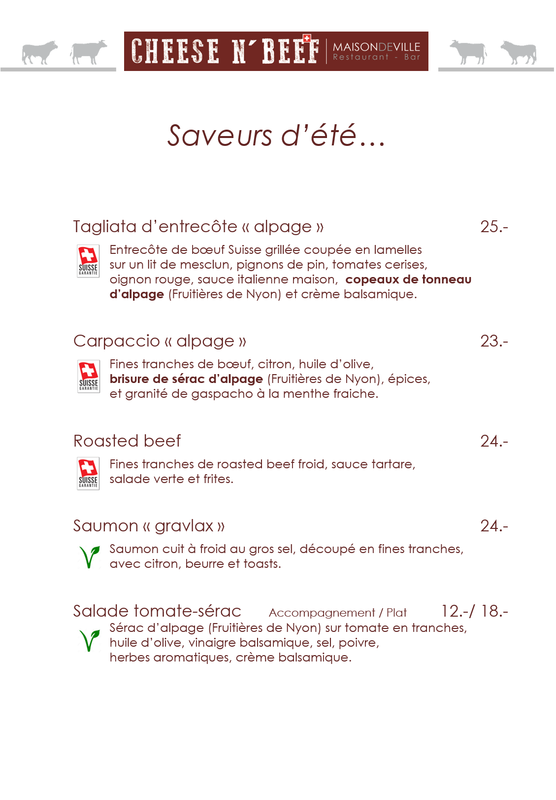 CHEESE N´BEEF MAISONDEVILLE
Restaurant - Bar
Saveurs d’été...
Tagliata d’entrecôte « alpage » 25.-
Entrecôte de bœuf Suisse grillée coupée en lamelles
sur un lit de mesclun, pignons de pin, tomates cerises,
oignon rouge, sauce italienne maison, copeaux de tonneau
d’alpage (Fruitières de Nyon) et crème balsamique.
SUISSE
GARANTIE
Carpaccio « alpage » 23.-
Fines tranches de bœuf, citron, huile d’olive,
brisure de sérac d’alpage (Fruitières de Nyon), épices,
et granité de gaspacho à la menthe fraiche.
SUISSE
GARANTIE
Roasted beef 24.-
Fines tranches de roasted beef froid, sauce tartare,
salade verte et frites.
SUISSE
GARANTIE
Saumon « gravlax » 24.-
Saumon cuit à froid au gros sel, découpé en fines tranches,
avec citron, beurre et toasts.
Salade tomate-sérac Accompagnement / Plat 12.-/ 18.-
Sérac d’alpage (Fruitières de Nyon) sur tomate en tranches,
huile d’olive, vinaigre balsamique, sel, poivre,
herbes aromatiques, crème balsamique.